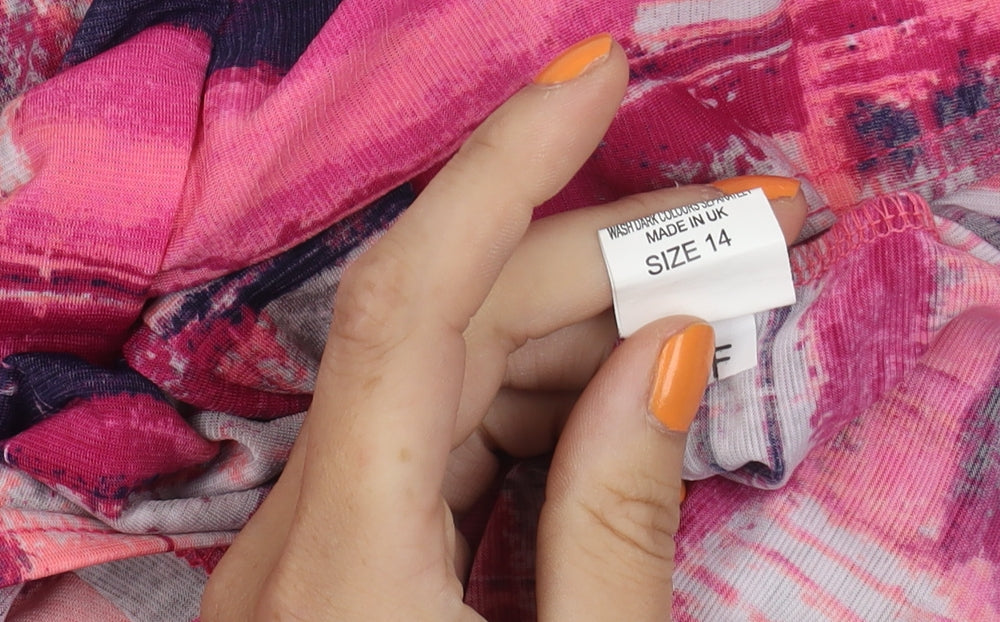 WASH DARK COLOURS SEPARATELY
MADE IN UK
SIZE 14
F